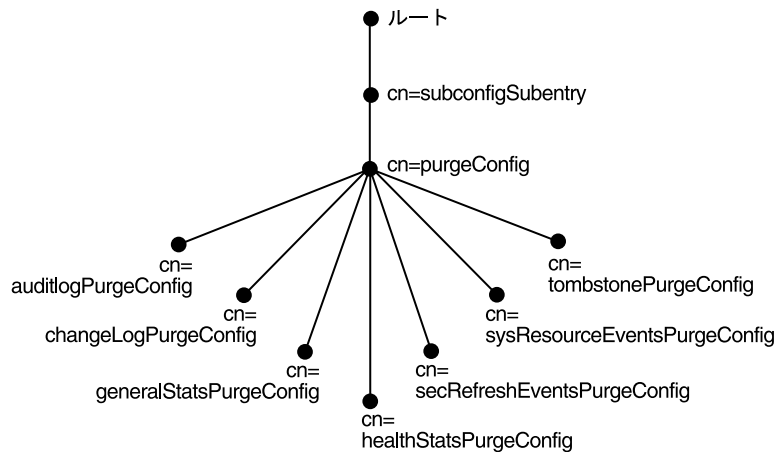 ルート
cn=subconfigSubentry
cn=purgeConfig
cn=
auditlogPurgeConfig
cn=
changeLogPurgeConfig
cn=
generalStatsPurgeConfig
cn=
healthStatsPurgeConfig
cn=
secRefreshEventsPurgeConfig
cn=
sysResourceEventsPurgeConfig
cn=
tombstonePurgeConfig